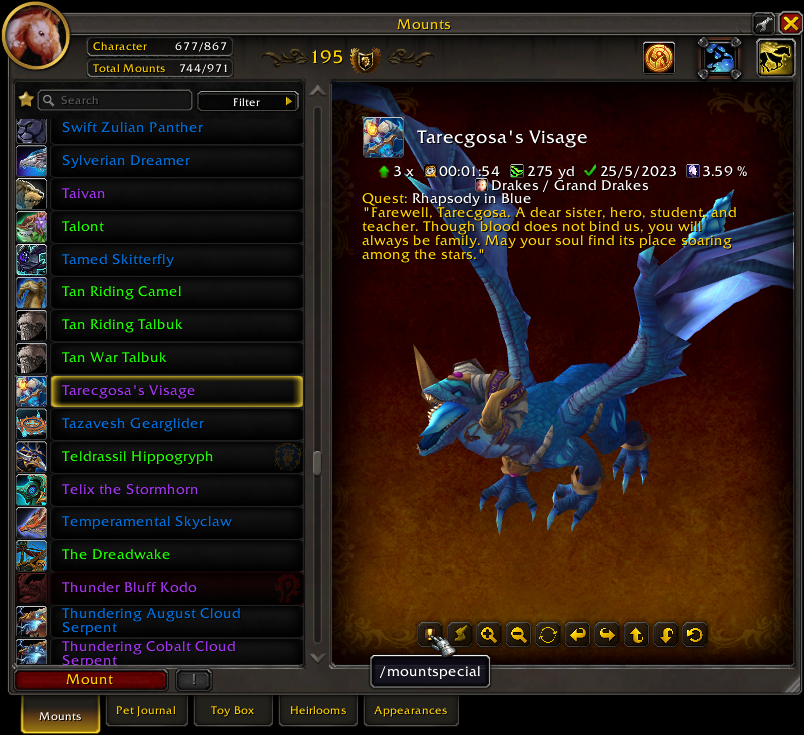 Mounts
Character 677/867
Total Mounts 744/971
195
Search
Filter
Swift Zulian Panther
Sylverian Dreamer
Taivan
Talont
Tamed Skitterfly
Tan Riding Camel
Tan Riding Talbuk
Tan War Talbuk
Tarecgosa's Visage
Tazavesh Gearglider
Teldrassil Hippogryph
Telix the Stormhorn
Temperamental Skyclaw
The Dreadwake
Thunder Bluff Kodo
Thundering August Cloud
Serpent
Thundering Cobalt Cloud
Serpent
Tarecgosa's Visage
3 x 00:01:54 275 yd 25/5/2023 3.59 %
Drakes / Grand Drakes
Quest: Rhapsody in Blue
"Farewell, Tarecgosa. A dear sister, hero, student, and
teacher. Though blood does not bind us, you will
always be family. May your soul find its place soaring
among the stars."
/mountspecial
Mount
!
Mounts
Pet Journal
Toy Box
Heirlooms
Appearances